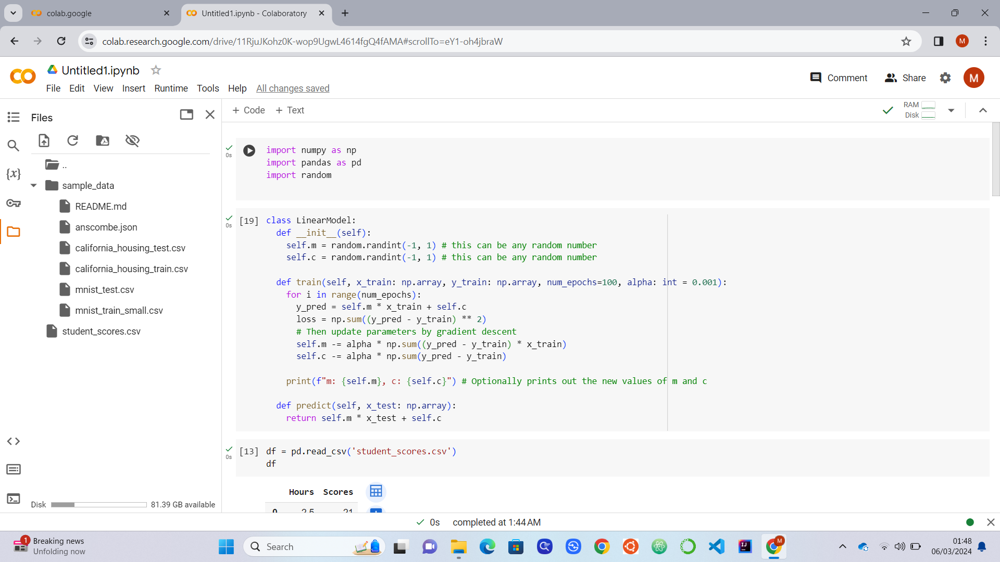 colab.google
Untitled1.ipynb - Colaboratory
colab.research.google.com/drive/11RjuJKohz0K-wop9UgwL4614fgQ4fAMA#scrollTo=eY1-oh4jbraW
M
Untitled1.ipynb
File Edit View Insert Runtime Tools Help All changes saved
Comment
Share
M
Files
+ Code + Text
RAM
Disk
..
sample_data
README.md
anscombe.json
california_housing_test.csv
california_housing_train.csv
mnist_test.csv
mnist_train_small.csv
student_scores.csv
{x}
Disk 81.39 GB available
0s
import numpy as np
import pandas as pd
import random
0s
[19] class LinearModel:
def __init__(self):
self.m = random.randint(-1, 1) # this can be any random number
self.c = random.randint(-1, 1) # this can be any random number
def train(self, x_train: np.array, y_train: np.array, num_epochs=100, alpha: int = 0.001):
for i in range(num_epochs):
y_pred = self.m * x_train + self.c
loss = np.sum((y_pred - y_train) ** 2)
# Then update parameters by gradient descent
self.m -= alpha * np.sum((y_pred - y_train) * x_train)
self.c -= alpha * np.sum(y_pred - y_train)
print(f"m: {self.m}, c: {self.c}") # Optionally prints out the new values of m and c
def predict(self, x_test: np.array):
return self.m * x_test + self.c
0s
[13] df = pd.read_csv('student_scores.csv')
df
Hours Scores
0 2.5 21
0s completed at 1:44 AM
1
Breaking news
Unfolding now
Search
IJ
M
01:48
06/03/2024